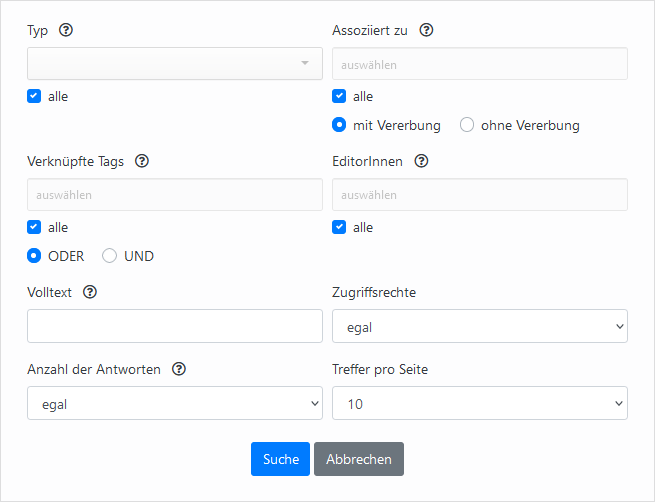 Typ
Assoziiert zu
auswählen
alle
alle
mit Vererbung
ohne Vererbung
Verknüpfte Tags
EditorInnen
auswählen
auswählen
alle
alle
ODER
UND
Volltext
Zugriffsrechte
egal
Anzahl der Antworten
Treffer pro Seite
egal
10
Suche
Abbrechen